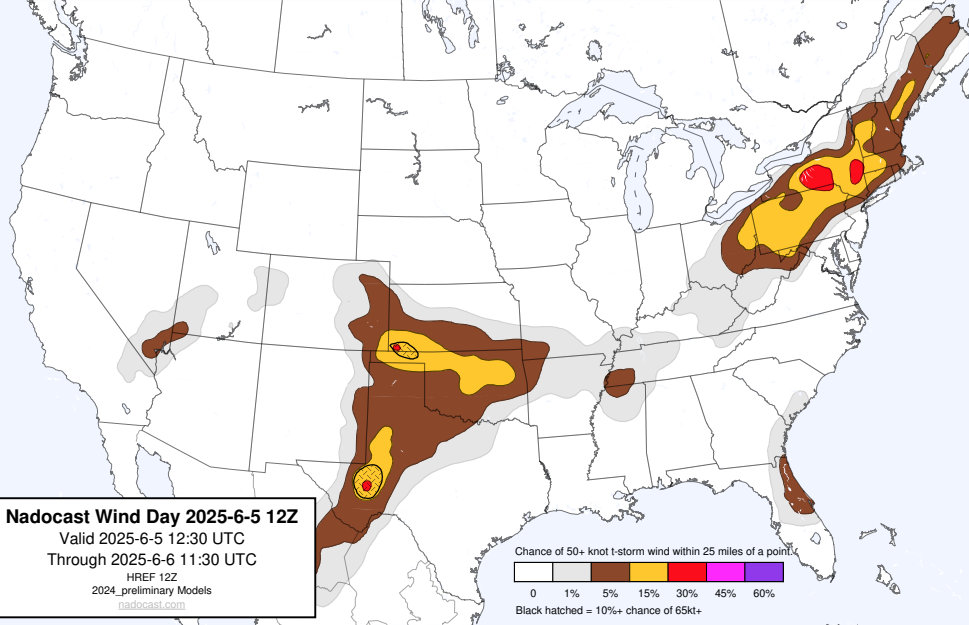 Nadocast Wind Day 2025-6-5 12Z
Valid 2025-6-5 12:30 UTC
Through 2025-6-6 11:30 UTC
HREF 12Z
2024_preliminary Models
nadocast.com
Chance of 50+ knot t-storm wind within 25 miles of a point.
0 1% 5% 15% 30% 45% 60%
Black hatched = 10%+ chance of 65kt+